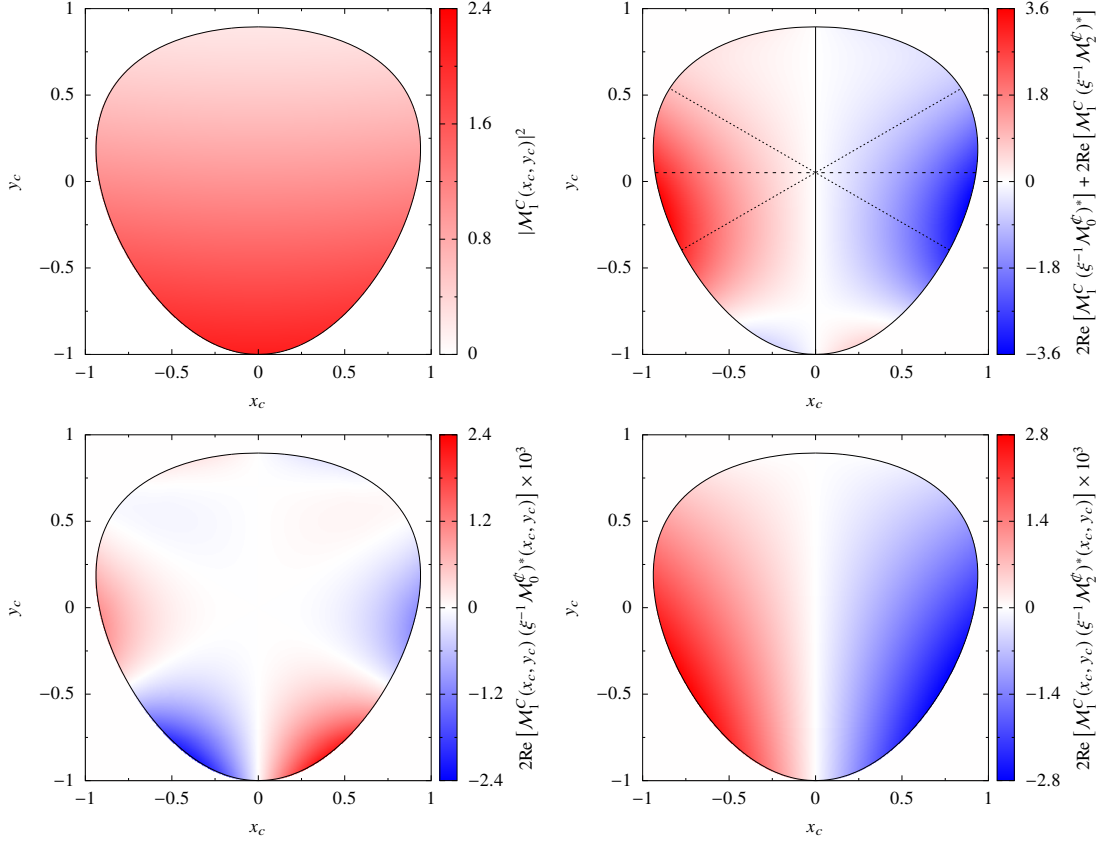 1
0.5
0
−0.5
−1
y_c
−1 −0.5 0 0.5 1
x_c
2.4
1.6
0.8
0
|M_1^C(x_c, y_c)|^2
1
0.5
0
−0.5
−1
y_c
−1 −0.5 0 0.5 1
x_c
3.6
1.8
0
−1.8
−3.6
2Re [M_1^C (ξ^{-1} M_0^₡)^*] + 2Re [M_1^C (ξ^{-1} M_2^₡)^*]
1
0.5
0
−0.5
−1
y_c
−1 −0.5 0 0.5 1
x_c
2.4
1.2
0
−1.2
−2.4
2Re [M_1^C(x_c, y_c) (ξ^{-1} M_0^₡)^*(x_c, y_c)] × 10^3
1
0.5
0
−0.5
−1
y_c
−1 −0.5 0 0.5 1
x_c
2.8
1.4
0
−1.4
−2.8
2Re [M_1^C(x_c, y_c) (ξ^{-1} M_2^₡)^*(x_c, y_c)] × 10^3